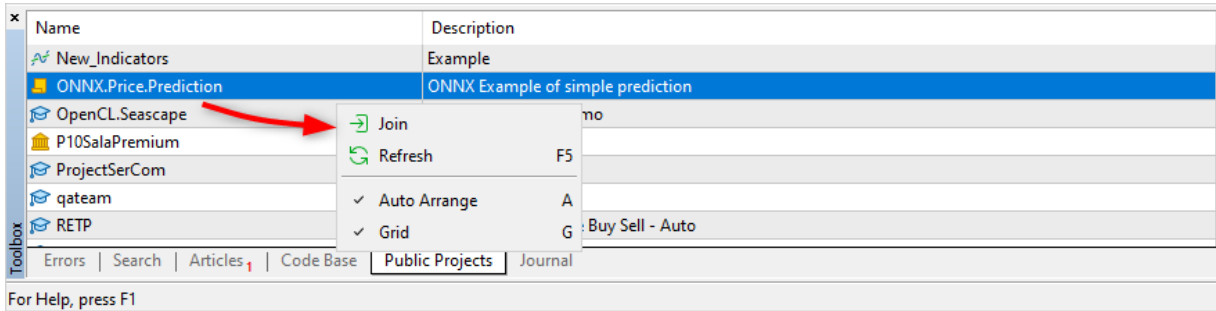 Name Description
New_Indicators Example
ONNX.Price.Prediction ONNX Example of simple prediction
OpenCL.Seascape mo
Join
P10SalaPremium
Refresh F5
ProjectSerCom
qateam
Auto Arrange A
RETP Buy Sell - Auto
Grid G
Toolbox
Errors | Search | Articles 1 | Code Base | Public Projects | Journal
For Help, press F1